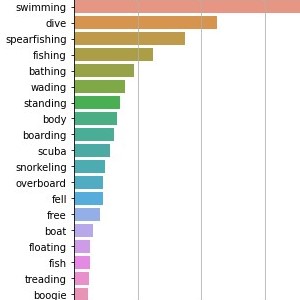 swimming
dive
spearfishing
fishing
bathing
wading
standing
body
boarding
scuba
snorkeling
overboard
fell
free
boat
floating
fish
treading
boogie